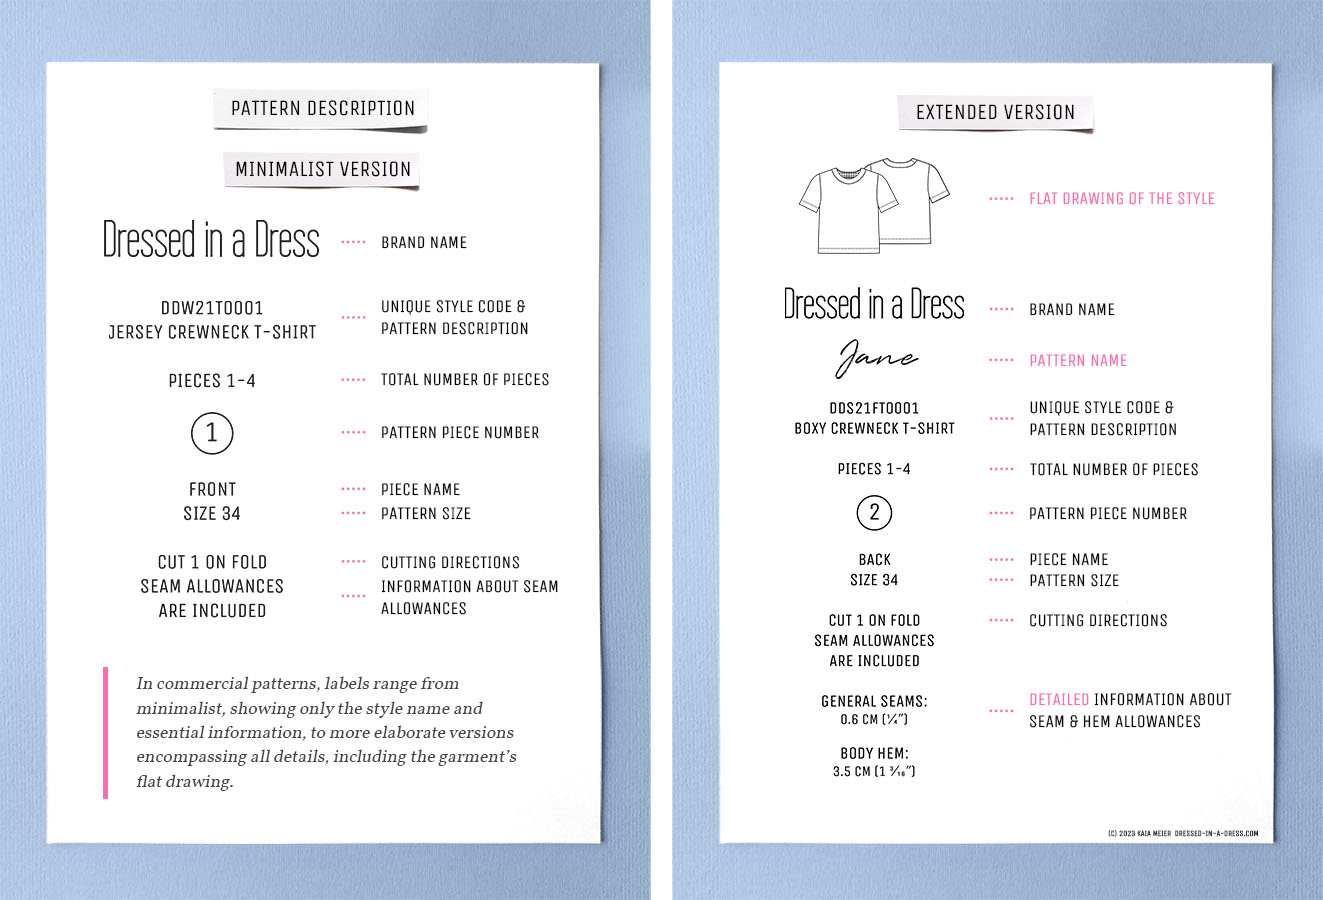 PATTERN DESCRIPTION
MINIMALIST VERSION
Dressed in a Dress
BRAND NAME
DDW21T0001
JERSEY CREWNECK T-SHIRT
UNIQUE STYLE CODE &
PATTERN DESCRIPTION
PIECES 1-4
TOTAL NUMBER OF PIECES
1
PATTERN PIECE NUMBER
FRONT
PIECE NAME
SIZE 34
PATTERN SIZE
CUT 1 ON FOLD
CUTTING DIRECTIONS
SEAM ALLOWANCES
ARE INCLUDED
INFORMATION ABOUT SEAM
ALLOWANCES
In commercial patterns, labels range from
minimalist, showing only the style name and
essential information, to more elaborate versions
encompassing all details, including the garment's
flat drawing.
EXTENDED VERSION
FLAT DRAWING OF THE STYLE
Dressed in a Dress
BRAND NAME
Jane
PATTERN NAME
DDS21FT0001
BOXY CREWNECK T-SHIRT
UNIQUE STYLE CODE &
PATTERN DESCRIPTION
PIECES 1-4
TOTAL NUMBER OF PIECES
2
PATTERN PIECE NUMBER
BACK
PIECE NAME
SIZE 34
PATTERN SIZE
CUT 1 ON FOLD
CUTTING DIRECTIONS
SEAM ALLOWANCES
ARE INCLUDED
GENERAL SEAMS:
0.6 CM (¼")
DETAILED INFORMATION ABOUT
SEAM & HEM ALLOWANCES
BODY HEM:
3.5 CM (1 ³⁄₁₆")
(C) 2023 KAIA MEIER DRESSED-IN-A-DRESS.COM